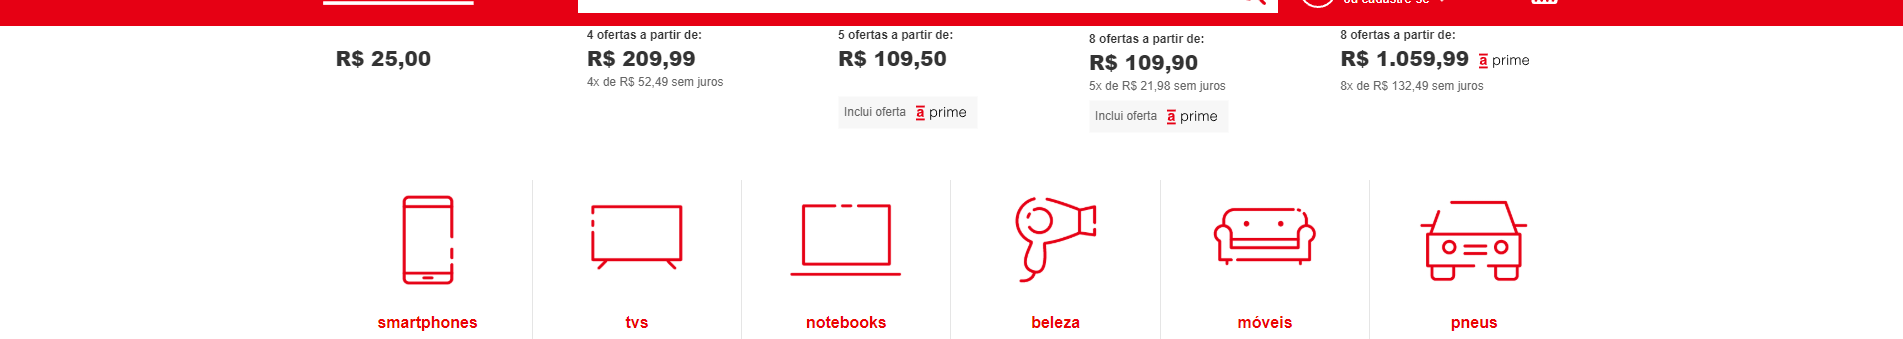 ou cadastre-se
R$ 25,00
4 ofertas a partir de:
R$ 209,99
4x de R$ 52,49 sem juros
5 ofertas a partir de:
R$ 109,50
Inclui oferta a prime
8 ofertas a partir de:
R$ 109,90
5x de R$ 21,98 sem juros
Inclui oferta a prime
8 ofertas a partir de:
R$ 1.059,99 a prime
8x de R$ 132,49 sem juros
smartphones
tvs
notebooks
beleza
móveis
pneus